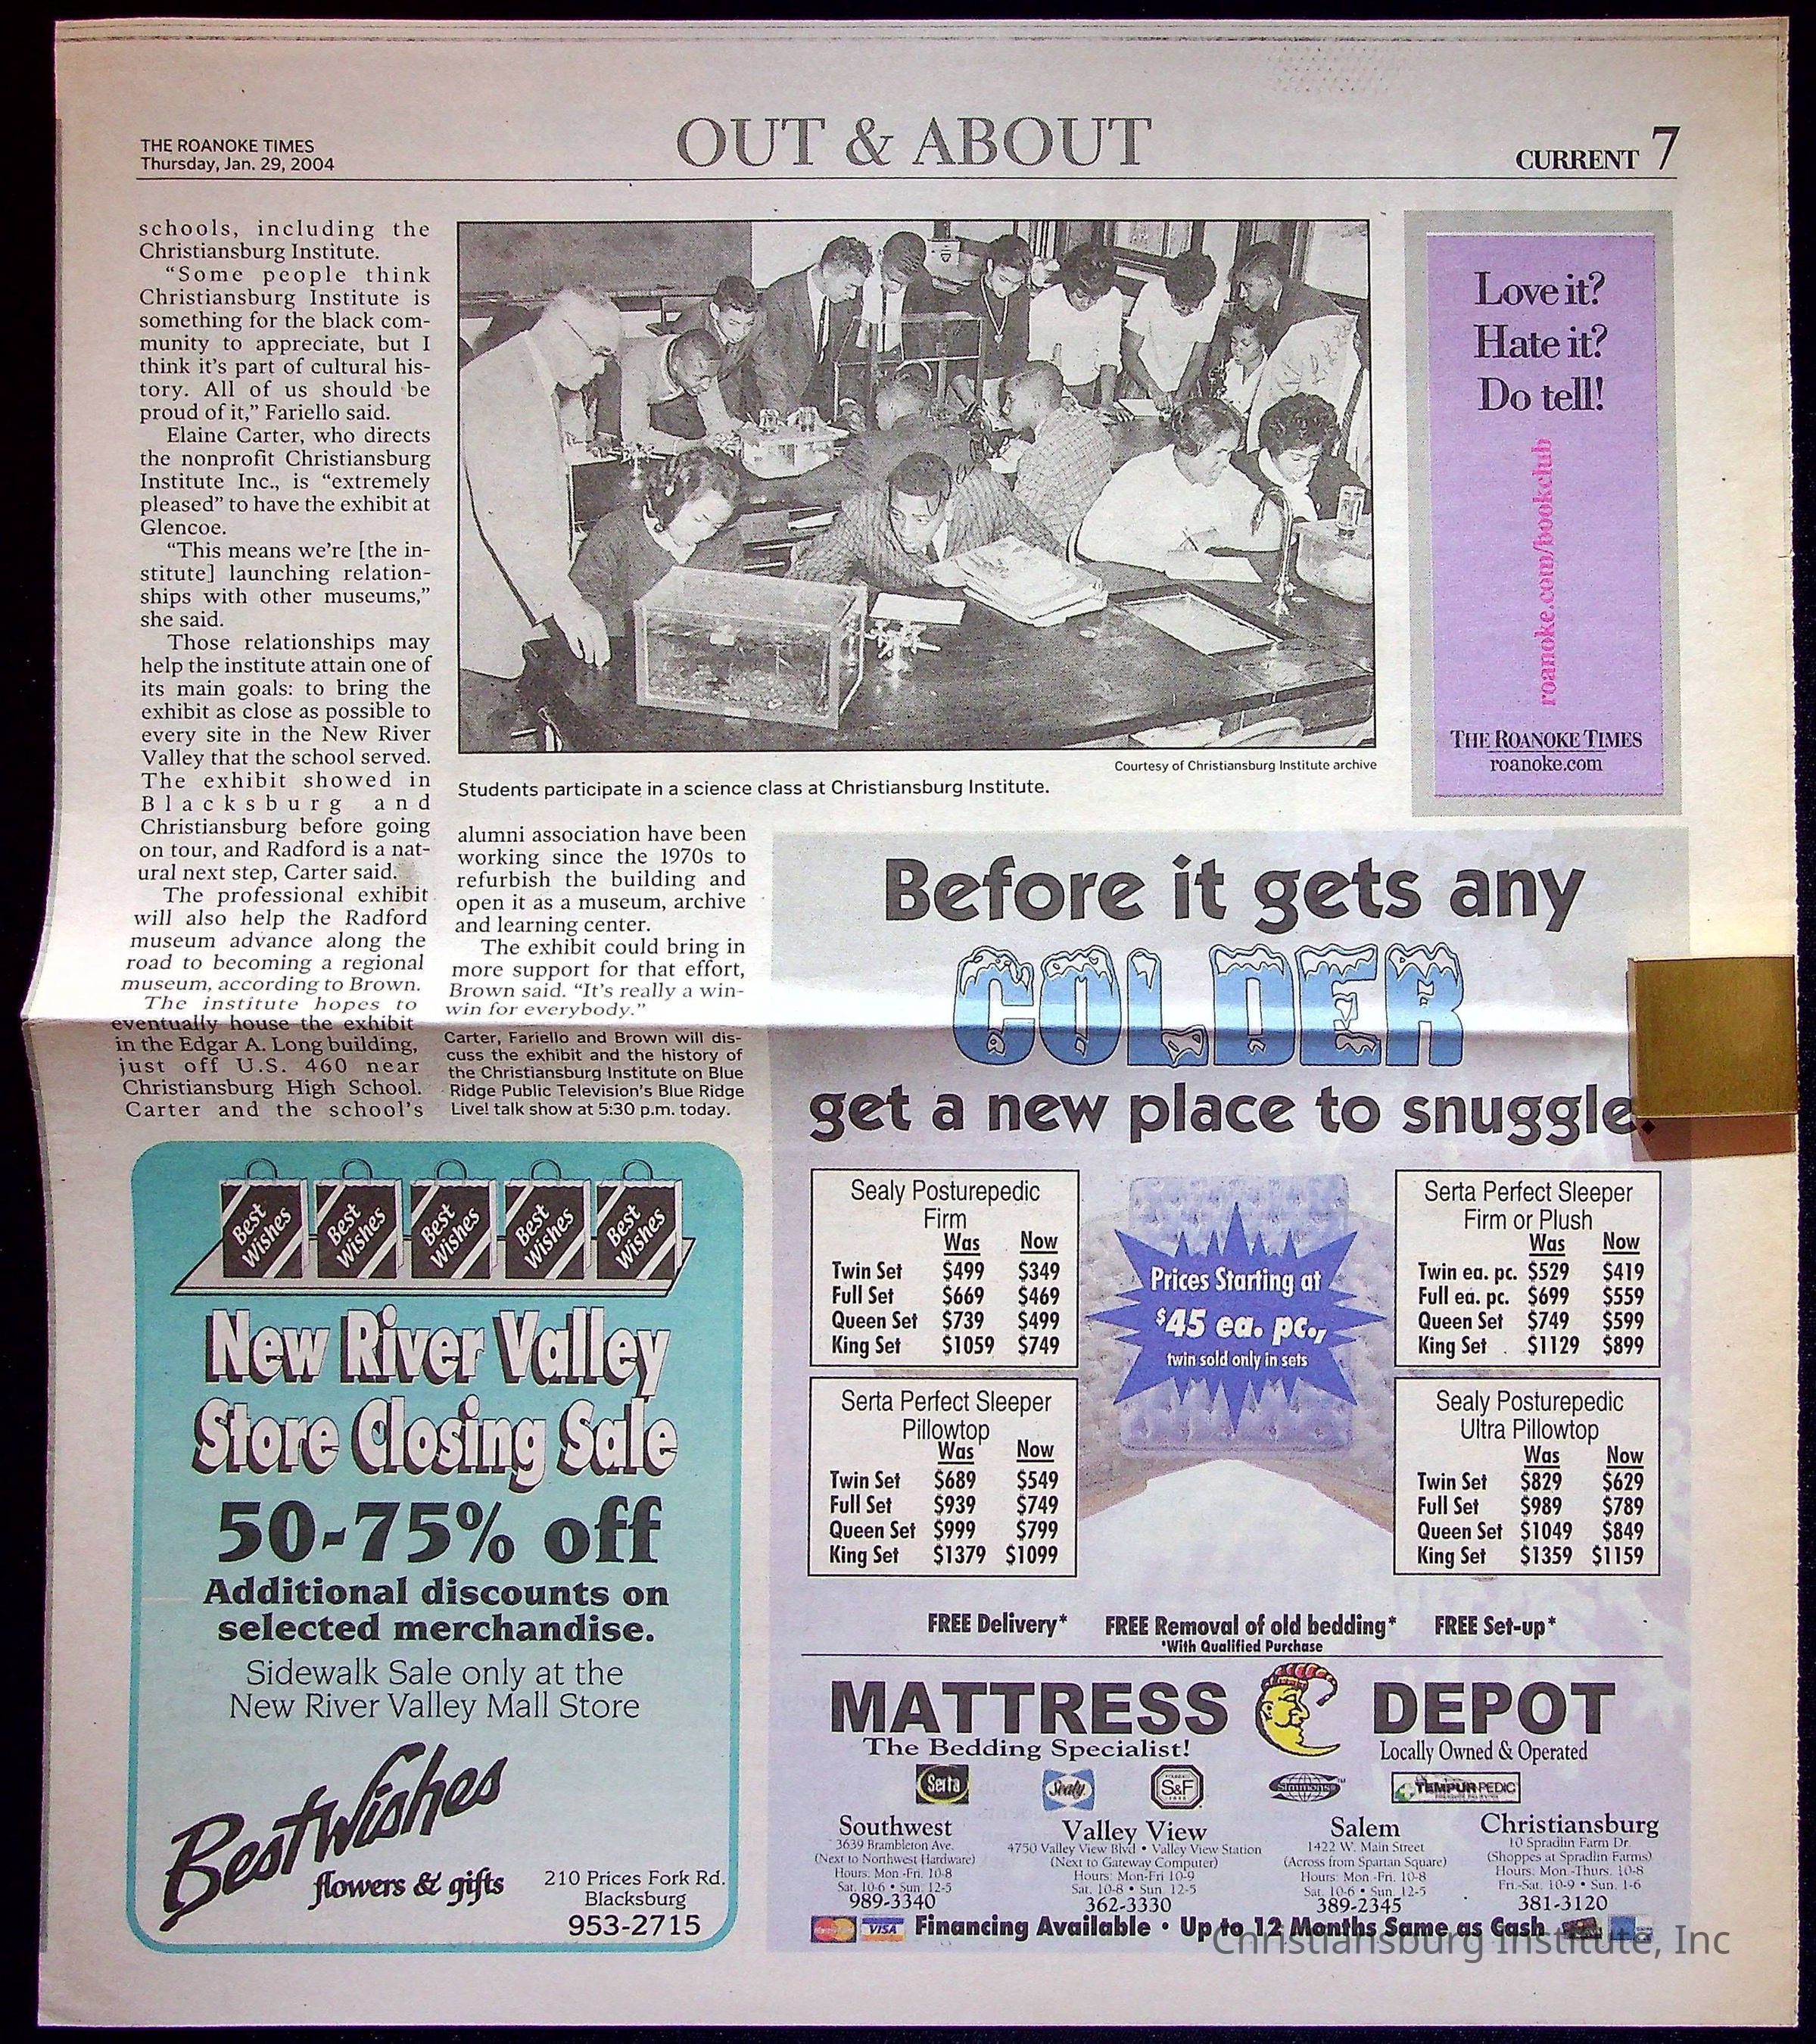 THE ROANOKE TIMES
Thursday, Jan. 29, 2004
OUT & ABOUT
CURRENT 7
schools, including the
Christiansburg Institute.
“Some people think
Christiansburg Institute is
something for the black com-
munity to appreciate, but I
think it’s part of cultural his-
tory. All of us should be
proud of it,” Fariello said.
Elaine Carter, who directs
the nonprofit Christiansburg
Institute Inc., is “extremely
pleased” to have the exhibit at
Glencoe.
“This means we’re [the in-
stitute] launching relation-
ships with other museums,”
she said.
Those relationships may
help the institute attain one of
its main goals: to bring the
exhibit as close as possible to
every site in the New River
Valley that the school served.
The exhibit showed in
Blacksburg and
Christiansburg before going
on tour, and Radford is a nat-
ural next step, Carter said.
The professional exhibit
will also help the Radford
museum advance along the
road to becoming a regional
museum, according to Brown.
The institute hopes to
eventually house the exhibit
in the Edgar A. Long building,
just off U.S. 460 near
Christiansburg High School.
Carter and the school’s
Courtesy of Christiansburg Institute archive
Students participate in a science class at Christiansburg Institute.
alumni association have been
working since the 1970s to
refurbish the building and
open it as a museum, archive
and learning center.
The exhibit could bring in
more support for that effort,
Brown said. “It’s really a win-
win for everybody.”
Carter, Fariello and Brown will dis-
cuss the exhibit and the history of
the Christiansburg Institute on Blue
Ridge Public Television’s Blue Ridge
Live! talk show at 5:30 p.m. today.
Love it?
Hate it?
Do tell!
roanoke.com/bookclub
THE ROANOKE TIMES
roanoke.com
Best Wishes
Best Wishes
Best Wishes
Best Wishes
Best Wishes
New River Valley
Store Closing Sale
50-75% off
Additional discounts on
selected merchandise.
Sidewalk Sale only at the
New River Valley Mall Store
Best Wishes
flowers & gifts
210 Prices Fork Rd.
Blacksburg
953-2715
Before it gets any
COLDER
get a new place to snuggle.
Sealy Posturepedic
Firm
Was Now
Twin Set $499 $349
Full Set $669 $469
Queen Set $739 $499
King Set $1059 $749
Prices Starting at
$45 ea. pc.,
twin sold only in sets
Serta Perfect Sleeper
Firm or Plush
Was Now
Twin ea. pc. $529 $419
Full ea. pc. $699 $559
Queen Set $749 $599
King Set $1129 $899
Serta Perfect Sleeper
Pillowtop
Was Now
Twin Set $689 $549
Full Set $939 $749
Queen Set $999 $799
King Set $1379 $1099
Sealy Posturepedic
Ultra Pillowtop
Was Now
Twin Set $829 $629
Full Set $989 $789
Queen Set $1049 $849
King Set $1359 $1159
FREE Delivery* FREE Removal of old bedding* FREE Set-up*
*With Qualified Purchase
MATTRESS DEPOT
The Bedding Specialist!
Locally Owned & Operated
Serta Sealy S&F Simmons TEMPUR-PEDIC
Southwest
3639 Brambleton Ave.
(Next to Northwest Hardware)
Hours: Mon.-Fri. 10-8
Sat. 10-6 • Sun. 12-5
989-3340
Valley View
4750 Valley View Blvd • Valley View Station
(Next to Gateway Computer)
Hours: Mon-Fri 10-9
Sat. 10-8 • Sun. 12-5
362-3330
Salem
1422 W. Main Street
(Across from Spartan Square)
Hours: Mon.-Fri. 10-8
Sat. 10-6 • Sun. 12-5
389-2345
Christiansburg
10 Spradlin Farm Dr.
(Shoppes at Spradlin Farms)
Hours: Mon.-Thurs. 10-8
Fri.-Sat. 10-9 • Sun. 1-6
381-3120
MasterCard VISA Financing Available • Up to 12 Months Same as Cash
Christiansburg Institute, Inc